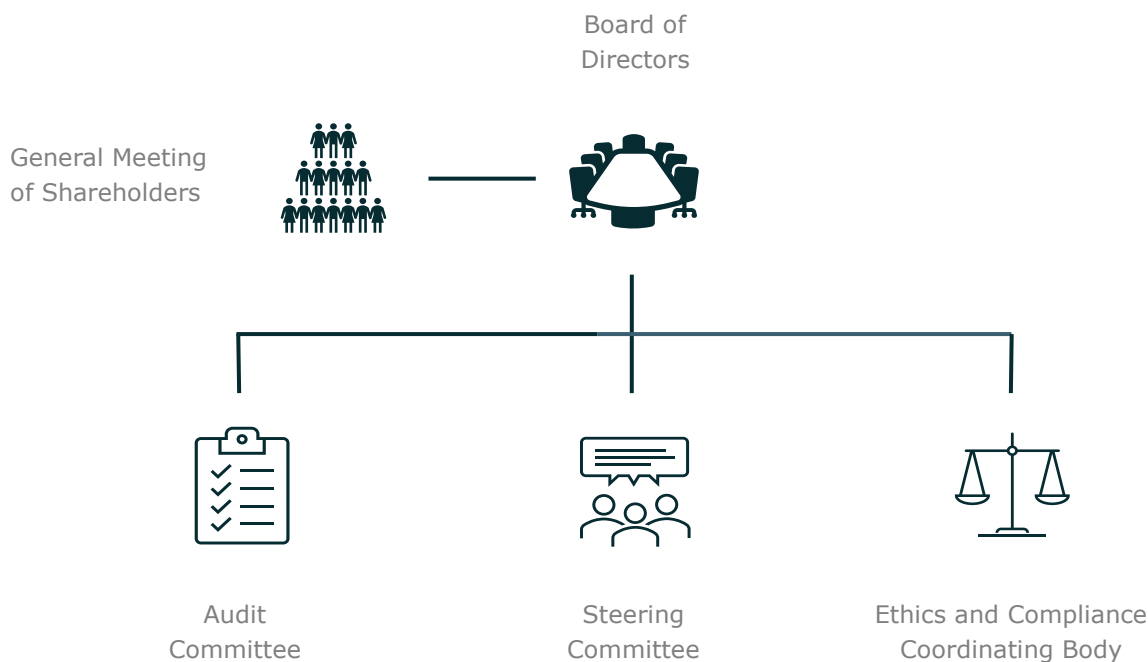 Board of
Directors
General Meeting
of Shareholders
Audit
Committee
Steering
Committee
Ethics and Compliance
Coordinating Body